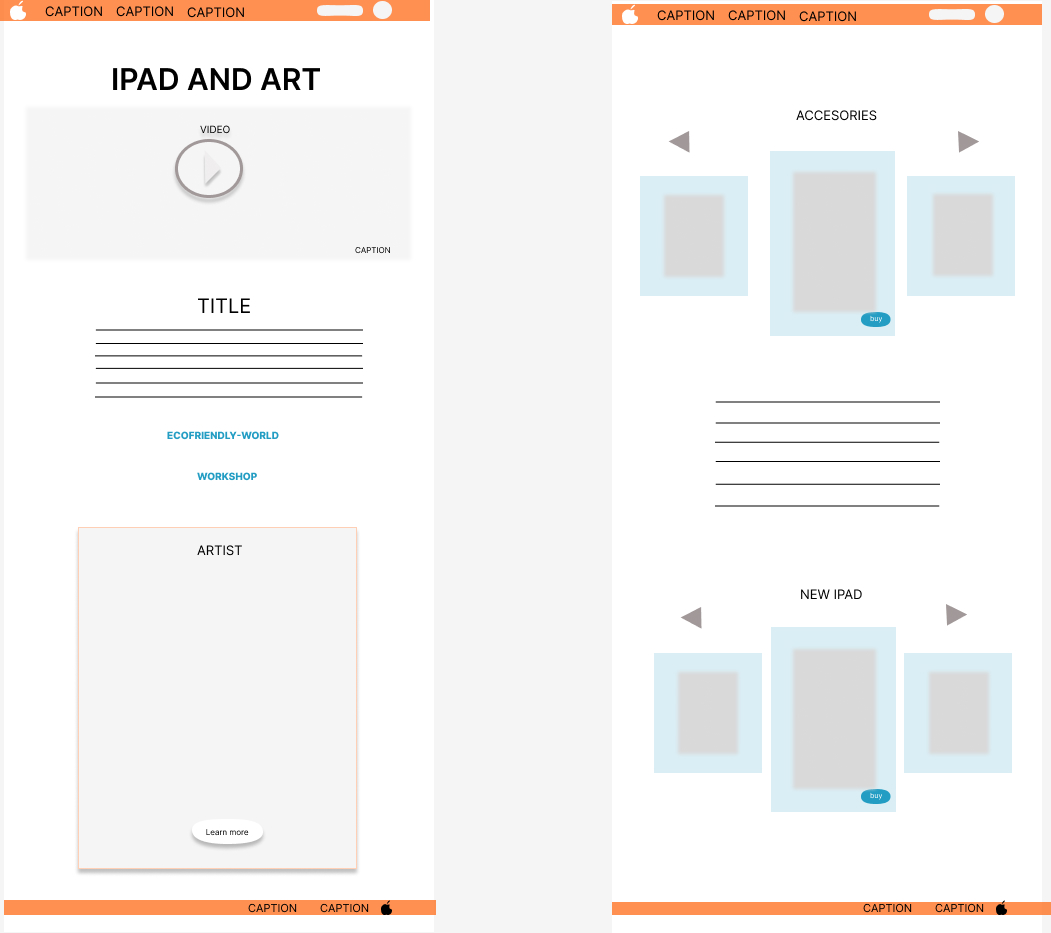 CAPTION CAPTION CAPTION
IPAD AND ART
VIDEO
CAPTION
TITLE
ECOFRIENDLY-WORLD
WORKSHOP
ARTIST
Learn more
CAPTION CAPTION
CAPTION CAPTION CAPTION
ACCESORIES
buy
NEW IPAD
buy
CAPTION CAPTION